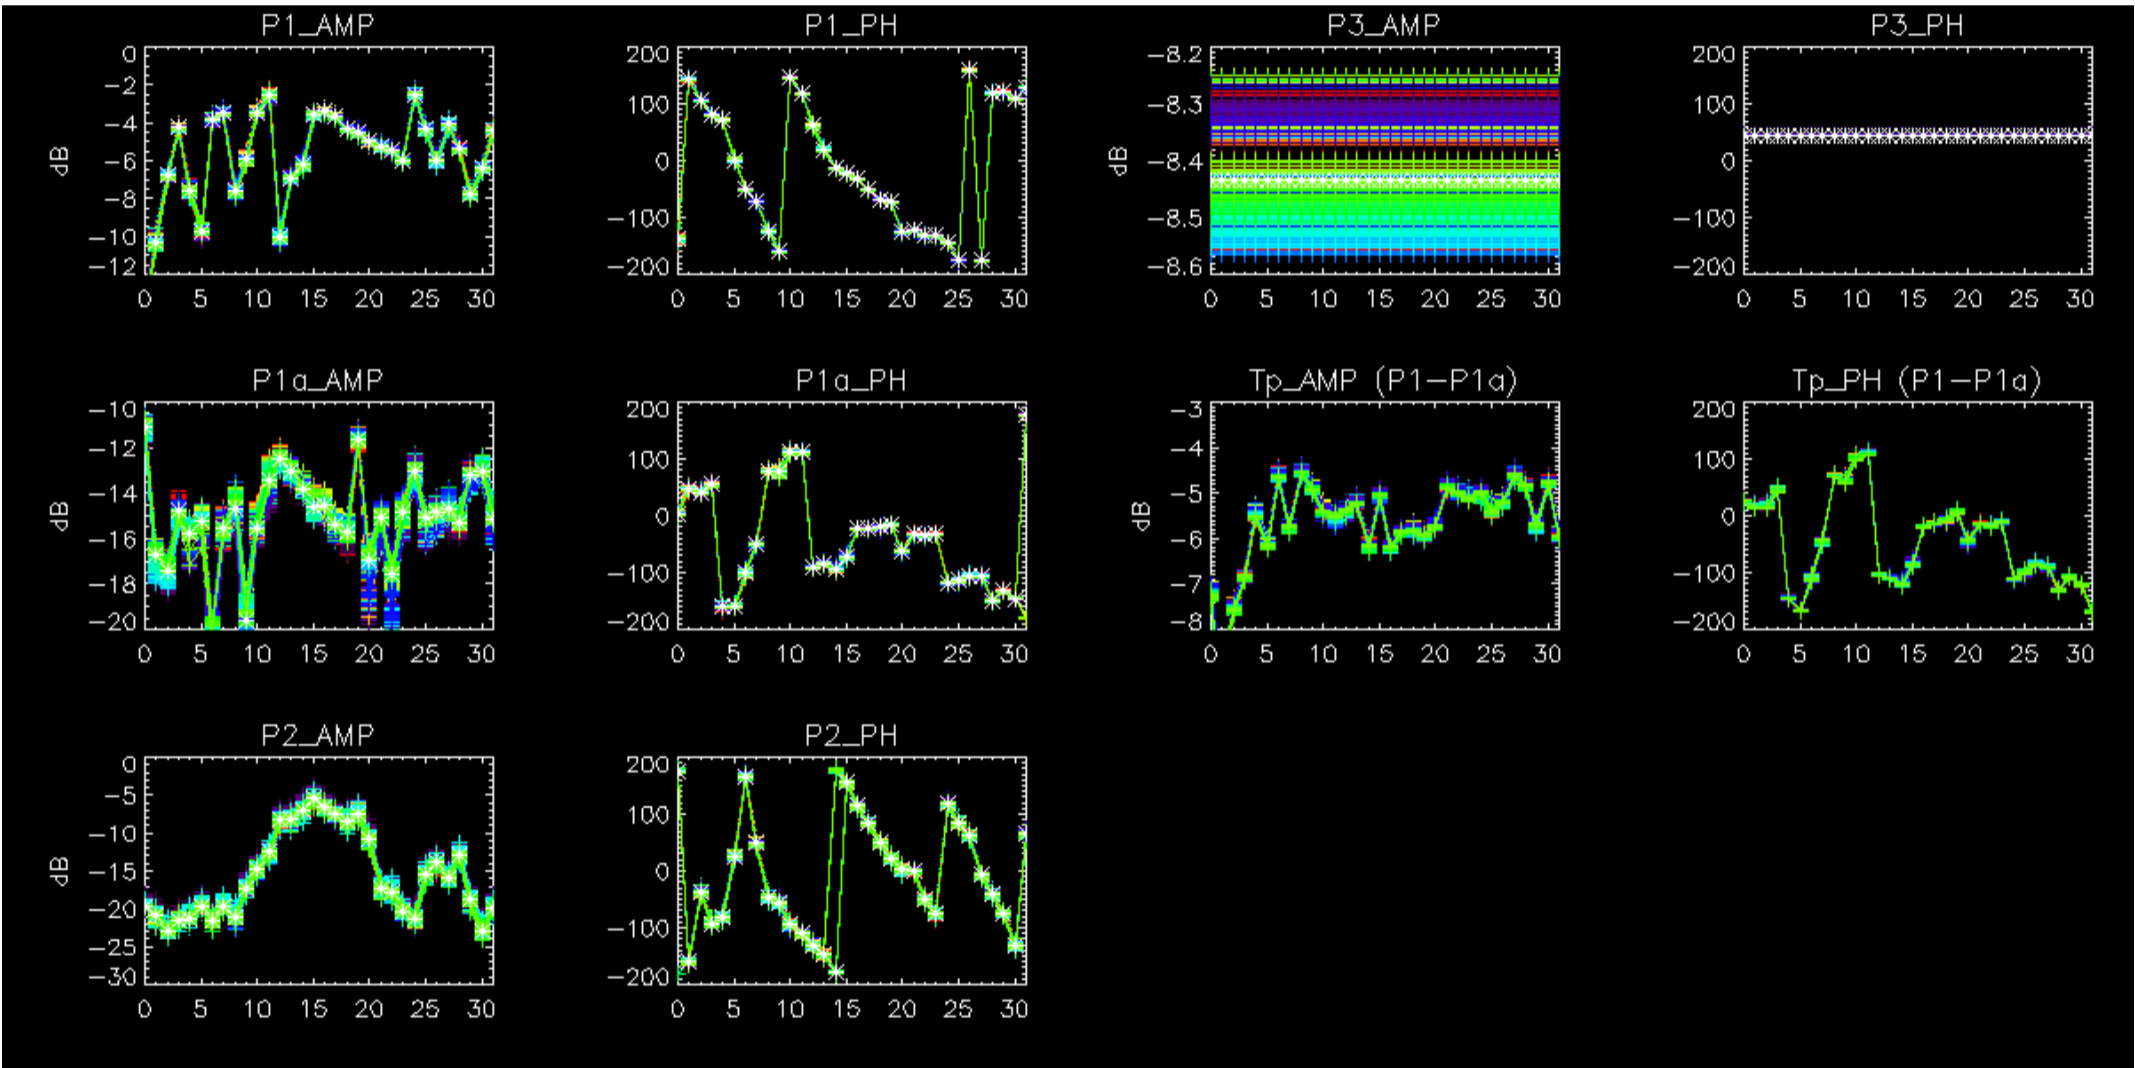 P1_AMP
P1_PH
P3_AMP
P3_PH
0
−2
−4
−6
−8
−10
−12
dB
0 5 10 15 20 25 30
200
100
0
−100
−200
0 5 10 15 20 25 30
−8.2
−8.3
−8.4
−8.5
−8.6
dB
0 5 10 15 20 25 30
200
100
0
−100
−200
0 5 10 15 20 25 30
P1a_AMP
P1a_PH
Tp_AMP (P1−P1a)
Tp_PH (P1−P1a)
−10
−12
−14
−16
−18
−20
dB
0 5 10 15 20 25 30
200
100
0
−100
−200
0 5 10 15 20 25 30
−3
−4
−5
−6
−7
−8
dB
0 5 10 15 20 25 30
200
100
0
−100
−200
0 5 10 15 20 25 30
P2_AMP
P2_PH
0
−5
−10
−15
−20
−25
−30
dB
0 5 10 15 20 25 30
200
100
0
−100
−200
0 5 10 15 20 25 30